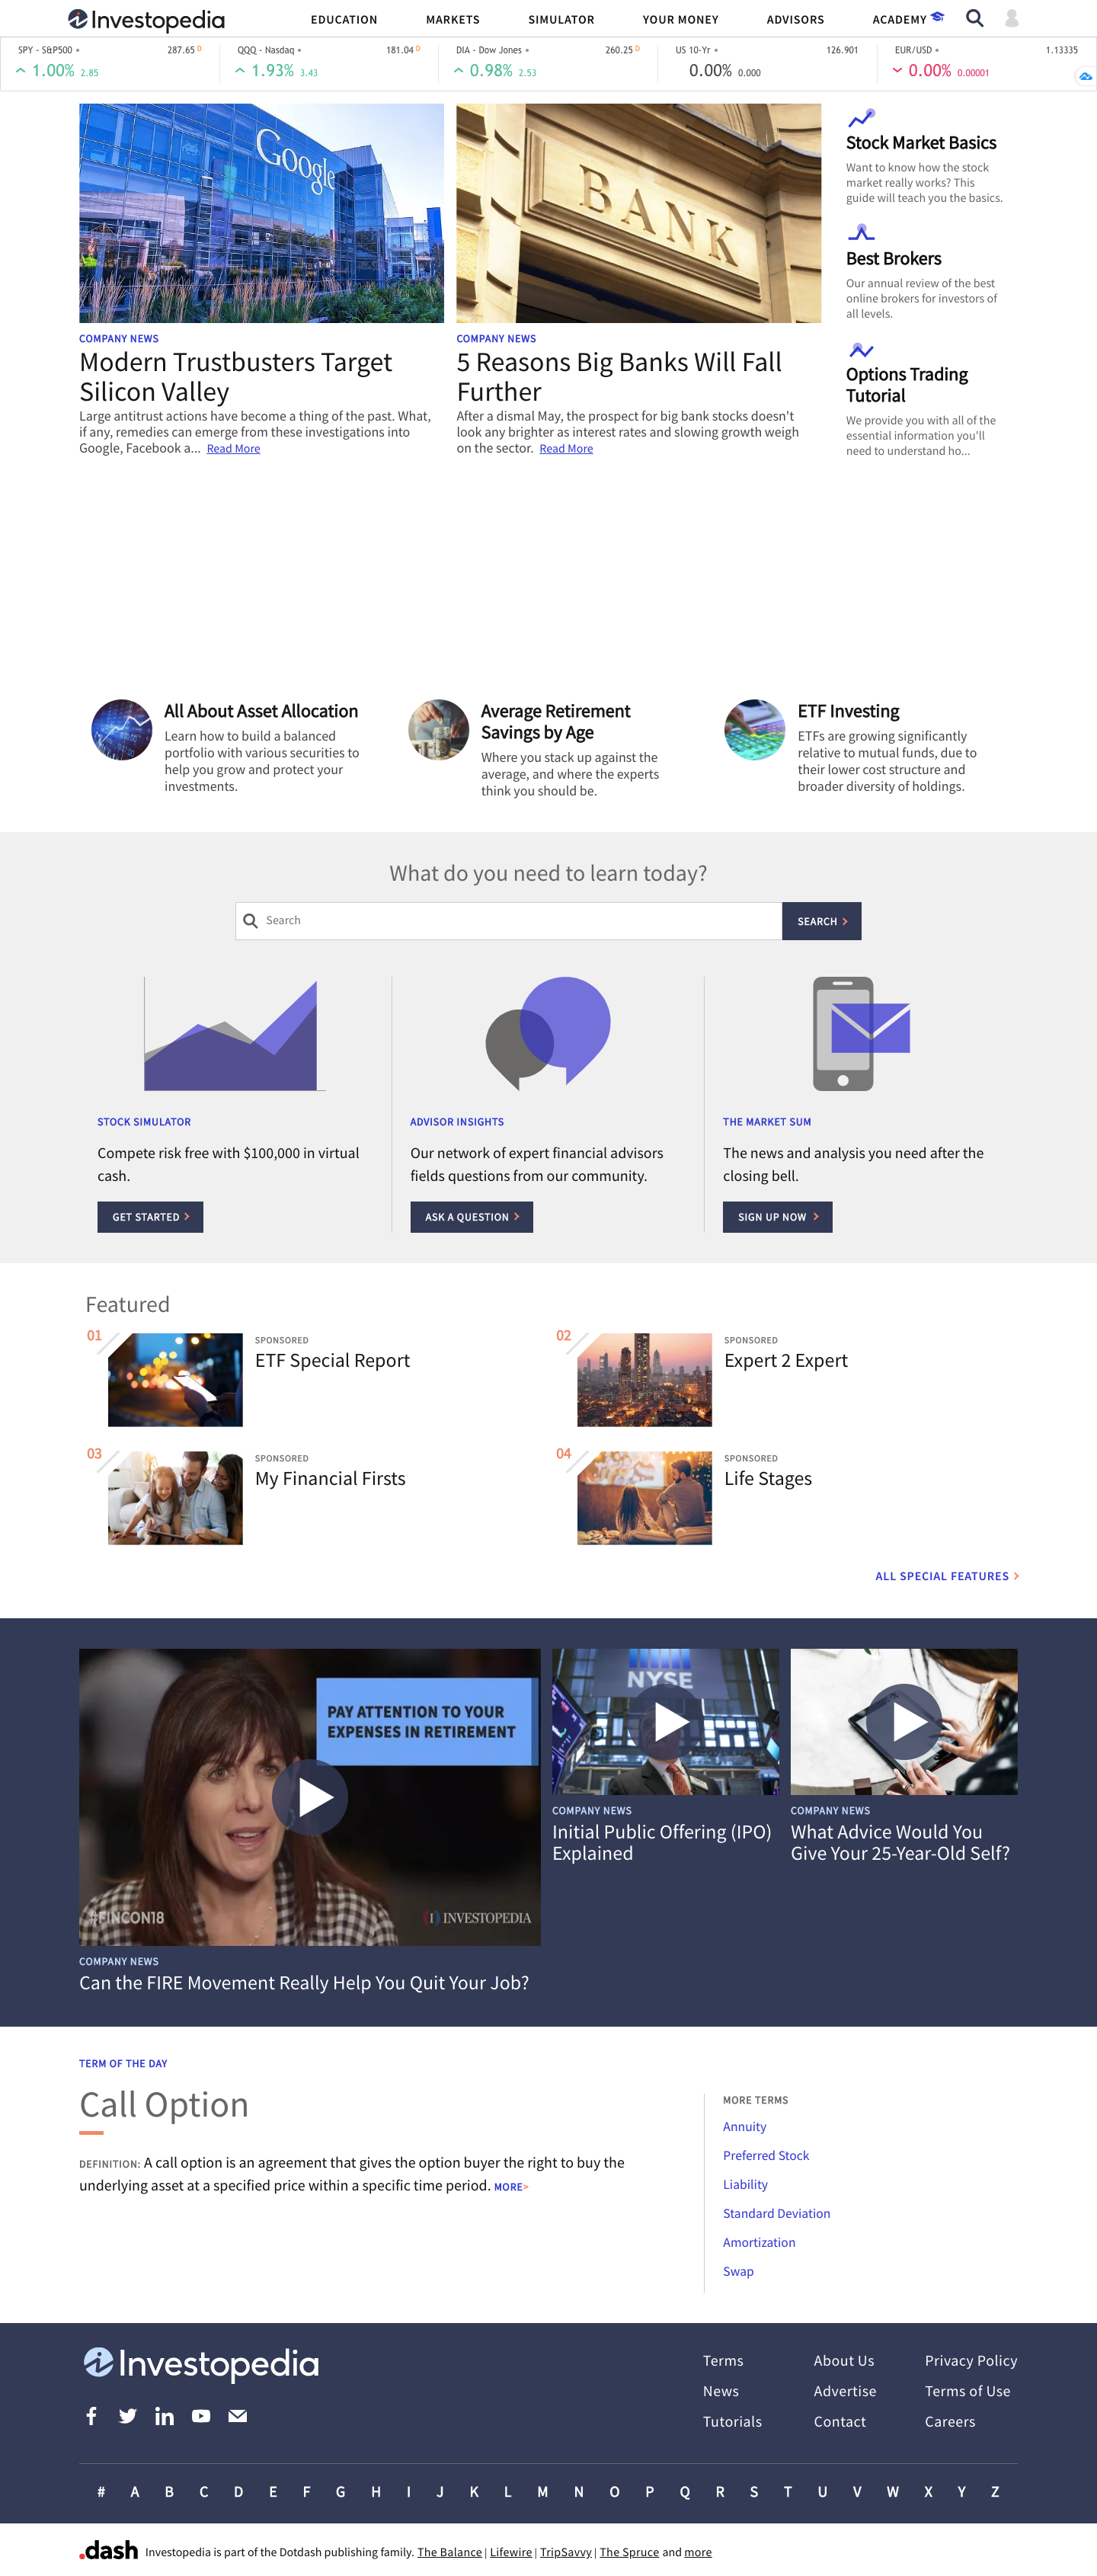 Investopedia
EDUCATION MARKETS SIMULATOR YOUR MONEY ADVISORS ACADEMY
SPY - S&P500 287.65 D
1.00% 2.85
QQQ - Nasdaq 181.04 D
1.93% 3.43
DIA - Dow Jones 260.25 D
0.98% 2.53
US 10-Yr 126.901
0.00% 0.000
EUR/USD 1.13335
0.00% 0.00001
Google
COMPANY NEWS
Modern Trustbusters Target
Silicon Valley
Large antitrust actions have become a thing of the past. What,
if any, remedies can emerge from these investigations into
Google, Facebook a... Read More
BANK
COMPANY NEWS
5 Reasons Big Banks Will Fall
Further
After a dismal May, the prospect for big bank stocks doesn't
look any brighter as interest rates and slowing growth weigh
on the sector. Read More
Stock Market Basics
Want to know how the stock
market really works? This
guide will teach you the basics.
Best Brokers
Our annual review of the best
online brokers for investors of
all levels.
Options Trading
Tutorial
We provide you with all of the
essential information you'll
need to understand ho...
All About Asset Allocation
Learn how to build a balanced
portfolio with various securities to
help you grow and protect your
investments.
Average Retirement
Savings by Age
Where you stack up against the
average, and where the experts
think you should be.
ETF Investing
ETFs are growing significantly
relative to mutual funds, due to
their lower cost structure and
broader diversity of holdings.
What do you need to learn today?
Search
SEARCH
STOCK SIMULATOR
Compete risk free with $100,000 in virtual
cash.
GET STARTED
ADVISOR INSIGHTS
Our network of expert financial advisors
fields questions from our community.
ASK A QUESTION
THE MARKET SUM
The news and analysis you need after the
closing bell.
SIGN UP NOW
Featured
01
SPONSORED
ETF Special Report
02
SPONSORED
Expert 2 Expert
03
SPONSORED
My Financial Firsts
04
SPONSORED
Life Stages
ALL SPECIAL FEATURES
PAY ATTENTION TO YOUR
EXPENSES IN RETIREMENT
#FINCON18
INVESTOPEDIA
COMPANY NEWS
Can the FIRE Movement Really Help You Quit Your Job?
NYSE
COMPANY NEWS
Initial Public Offering (IPO)
Explained
COMPANY NEWS
What Advice Would You
Give Your 25-Year-Old Self?
TERM OF THE DAY
Call Option
DEFINITION: A call option is an agreement that gives the option buyer the right to buy the
underlying asset at a specified price within a specific time period. MORE>
MORE TERMS
Annuity
Preferred Stock
Liability
Standard Deviation
Amortization
Swap
Investopedia
Terms About Us Privacy Policy
News Advertise Terms of Use
Tutorials Contact Careers
# A B C D E F G H I J K L M N O P Q R S T U V W X Y Z
.dash Investopedia is part of the Dotdash publishing family. The Balance | Lifewire | TripSavvy | The Spruce and more